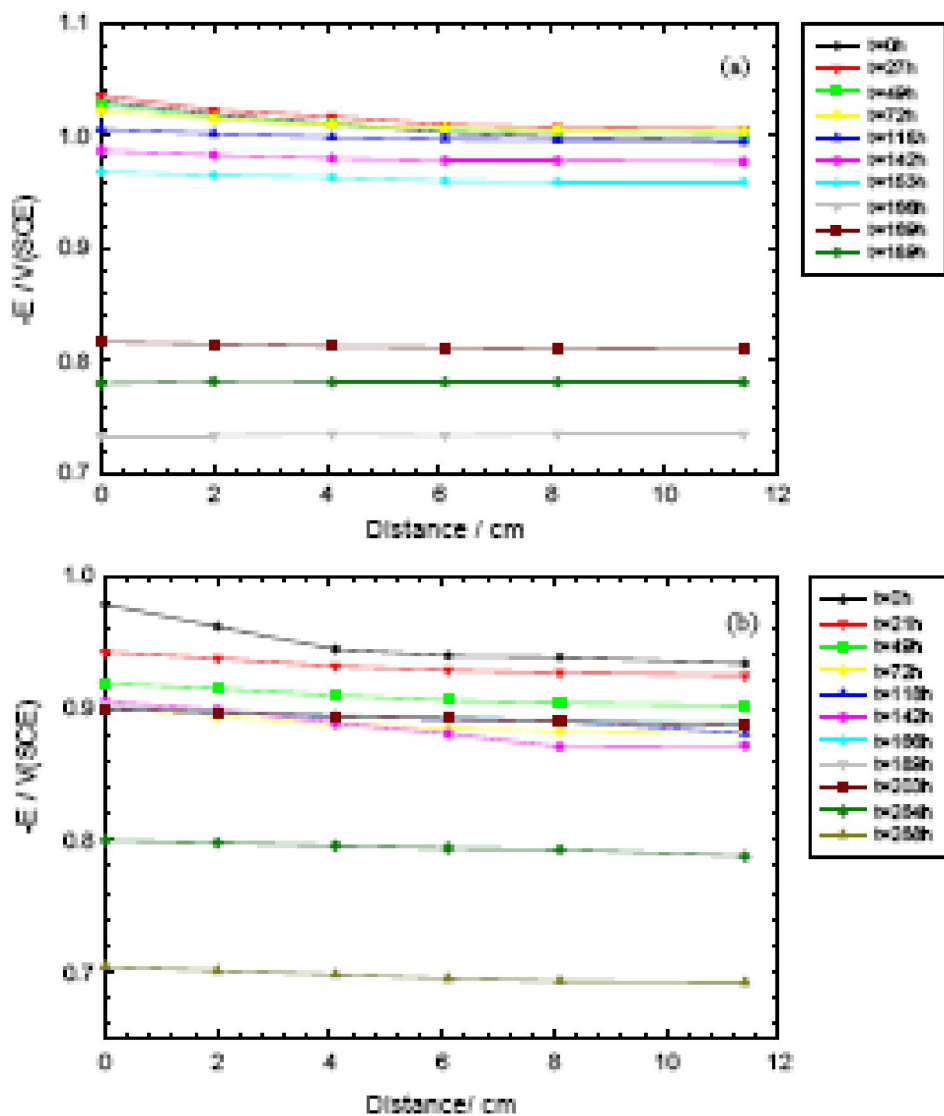 1.1
1.0
0.9
0.8
0.7
-E / V(SCE)
(a)
0 2 4 6 8 10 12
Distance / cm
t=0h
t=27h
t=49h
t=72h
t=142h
1.0
0.9
0.8
0.7
-E / V(SCE)
(b)
0 2 4 6 8 10 12
Distance/ cm
t=0h
t=21h
t=49h
t=72h
t=118h
t=142h
t=189h
t=203h